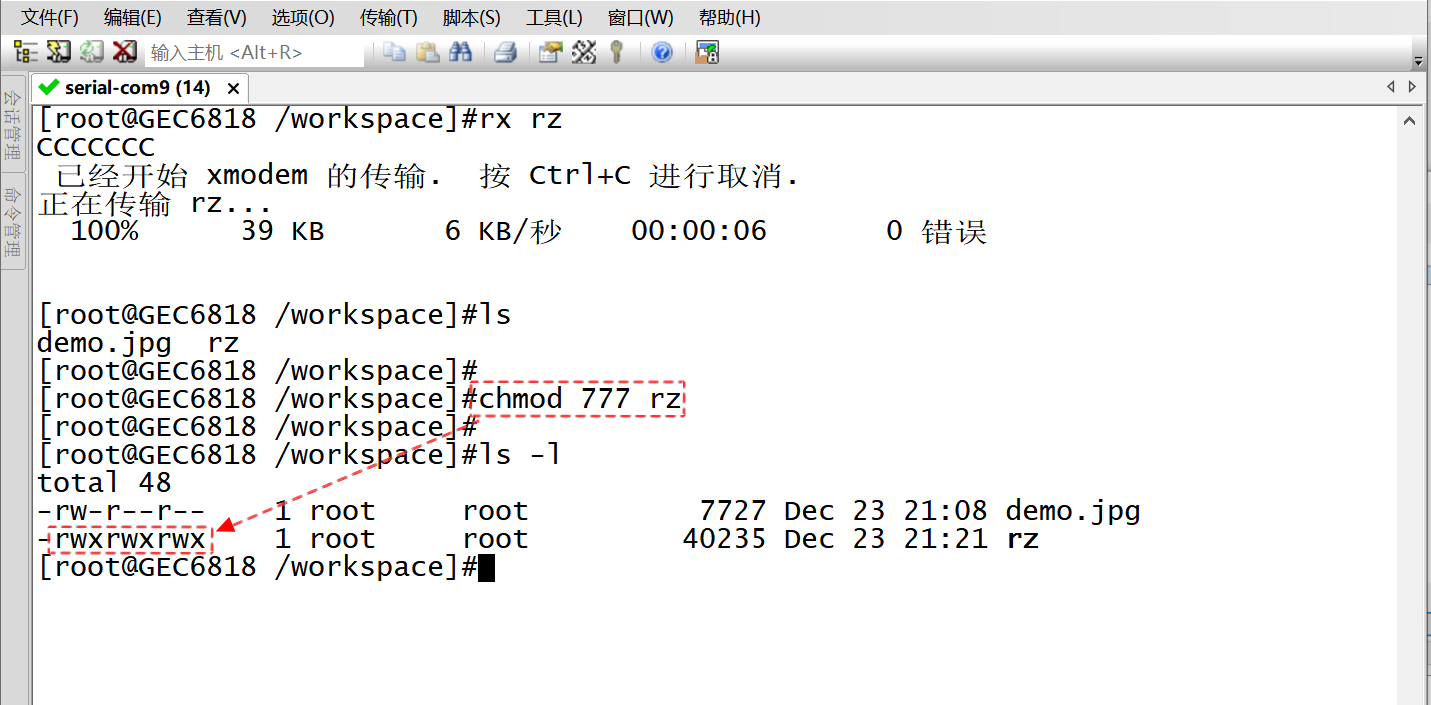 文件(F) 编辑(E) 查看(V) 选项(O) 传输(T) 脚本(S) 工具(L) 窗口(W) 帮助(H)
输入主机 <Alt+R>
serial-com9 (14)
会话管理
命令管理
[root@GEC6818 /workspace]#rx rz
CCCCCCC
已经开始 xmodem 的传输. 按 Ctrl+C 进行取消.
正在传输 rz...
100% 39 KB 6 KB/秒 00:00:06 0 错误
[root@GEC6818 /workspace]#ls
demo.jpg rz
[root@GEC6818 /workspace]#
[root@GEC6818 /workspace]#chmod 777 rz
[root@GEC6818 /workspace]#
[root@GEC6818 /workspace]#ls -l
total 48
-rw-r--r-- 1 root root 7727 Dec 23 21:08 demo.jpg
-rwxrwxrwx 1 root root 40235 Dec 23 21:21 rz
[root@GEC6818 /workspace]#